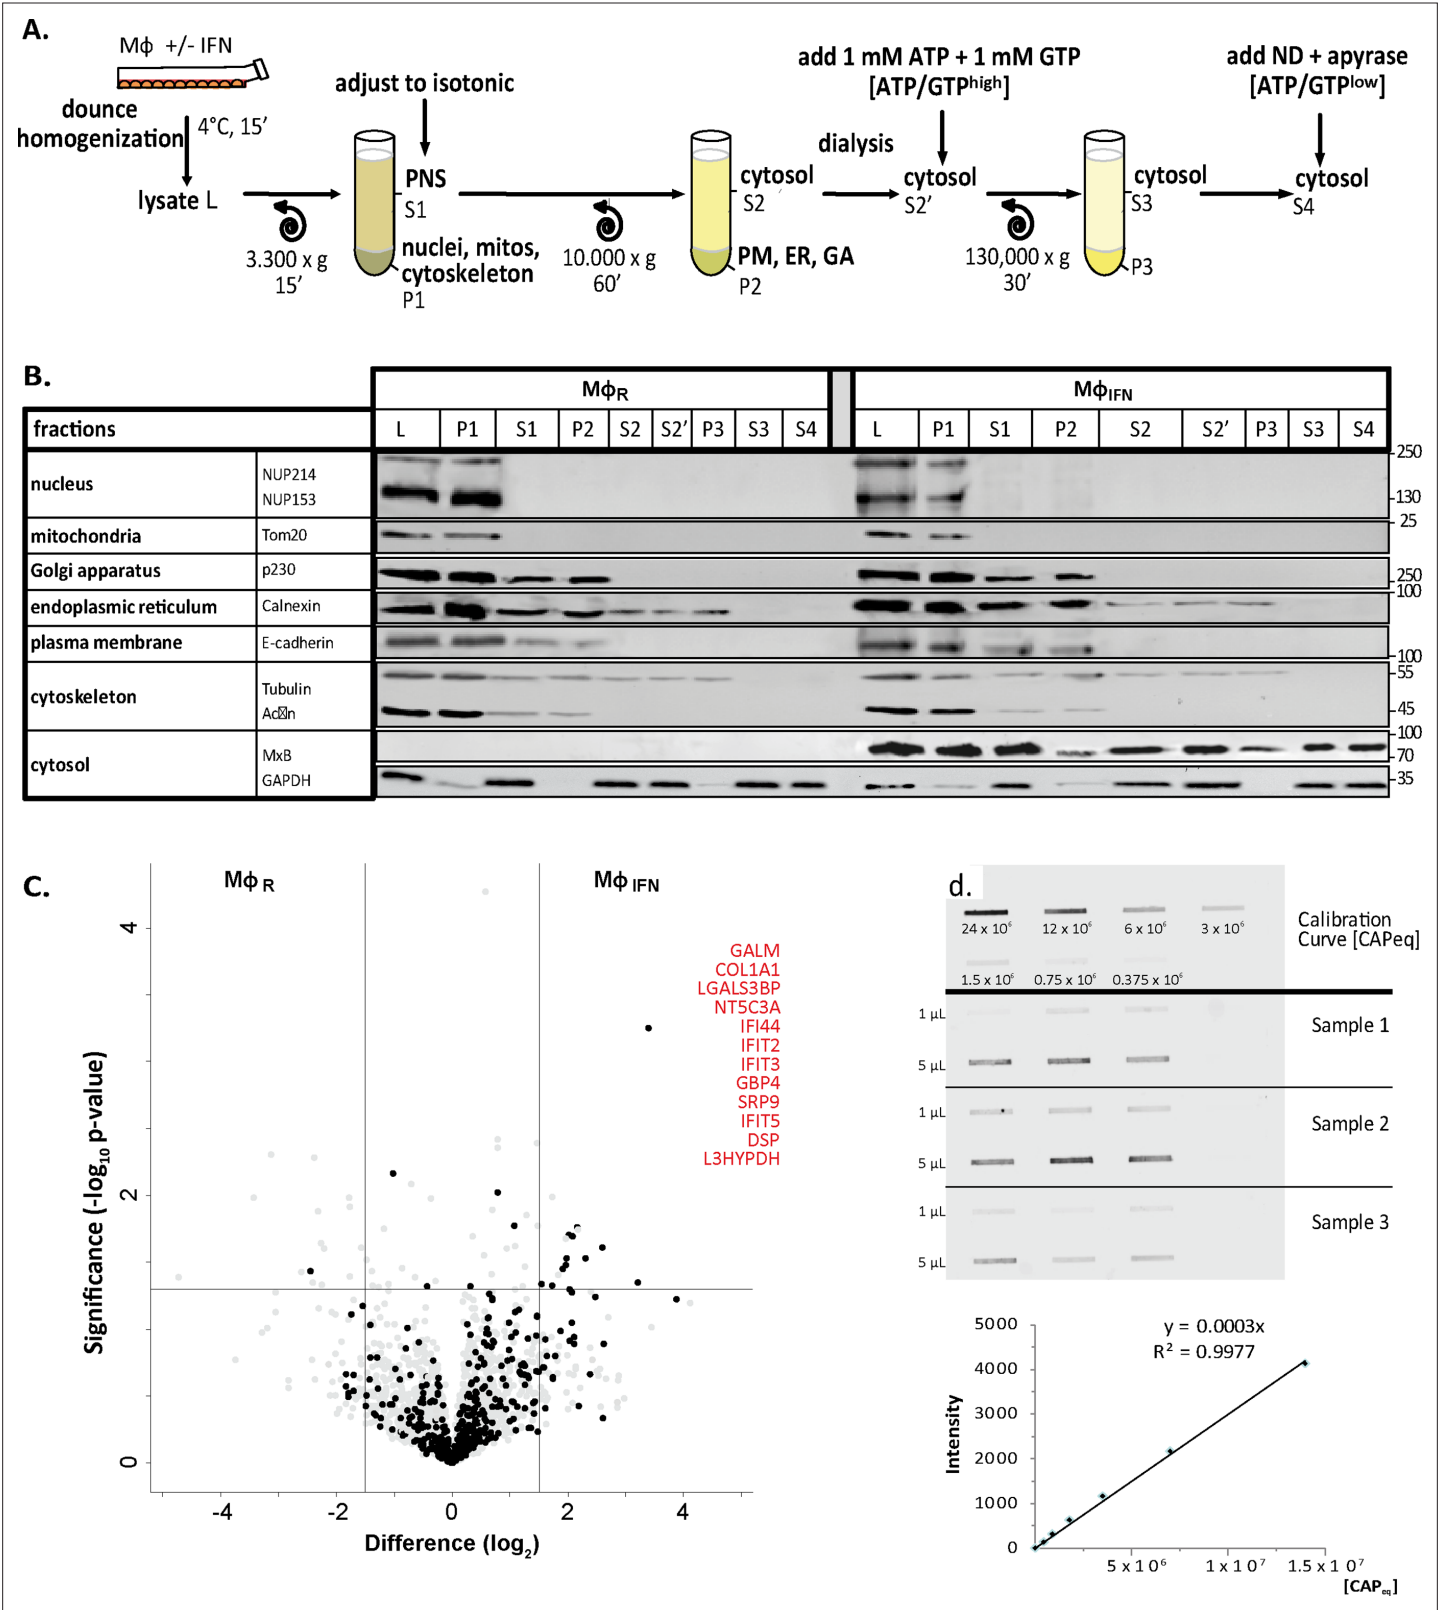 A.
Mϕ +/- IFN
dounce
homogenization
4°C, 15’
lysate L
3.300 x g
15’
adjust to isotonic
PNS
S1
nuclei, mitos,
cytoskeleton
P1
10.000 x g
60’
cytosol
S2
PM, ER, GA
P2
dialysis
add 1 mM ATP + 1 mM GTP
[ATP/GTPhigh]
cytosol
S2’
130,000 x g
30’
cytosol
S3
P3
add ND + apyrase
[ATP/GTPlow]
cytosol
S4
B.
MϕR MϕIFN
fractions L P1 S1 P2 S2 S2’ P3 S3 S4 L P1 S1 P2 S2 S2’ P3 S3 S4
nucleus NUP214 250
NUP153 130
mitochondria Tom20 25
Golgi apparatus p230 250
endoplasmic reticulum Calnexin 100
plasma membrane E-cadherin 100
cytoskeleton Tubulin 55
Ac☒n 45
cytosol MxB 100
70
GAPDH 35
C.
Mϕ R Mϕ IFN
GALM
COL1A1
LGALS3BP
NT5C3A
IFI44
IFIT2
IFIT3
GBP4
SRP9
IFIT5
DSP
L3HYPDH
Significance (-log10 p-value)
4
2
0
-4 -2 0 2 4
Difference (log2)
d.
24 x 10⁶ 12 x 10⁶ 6 x 10⁶ 3 x 10⁶
1.5 x 10⁶ 0.75 x 10⁶ 0.375 x 10⁶
Calibration
Curve [CAPeq]
1 µL
5 µL
Sample 1
1 µL
5 µL
Sample 2
1 µL
5 µL
Sample 3
y = 0.0003x
R² = 0.9977
Intensity
5000
4000
3000
2000
1000
0
5 x 10⁶ 1 x 10⁷ 1.5 x 10⁷
[CAPeq]